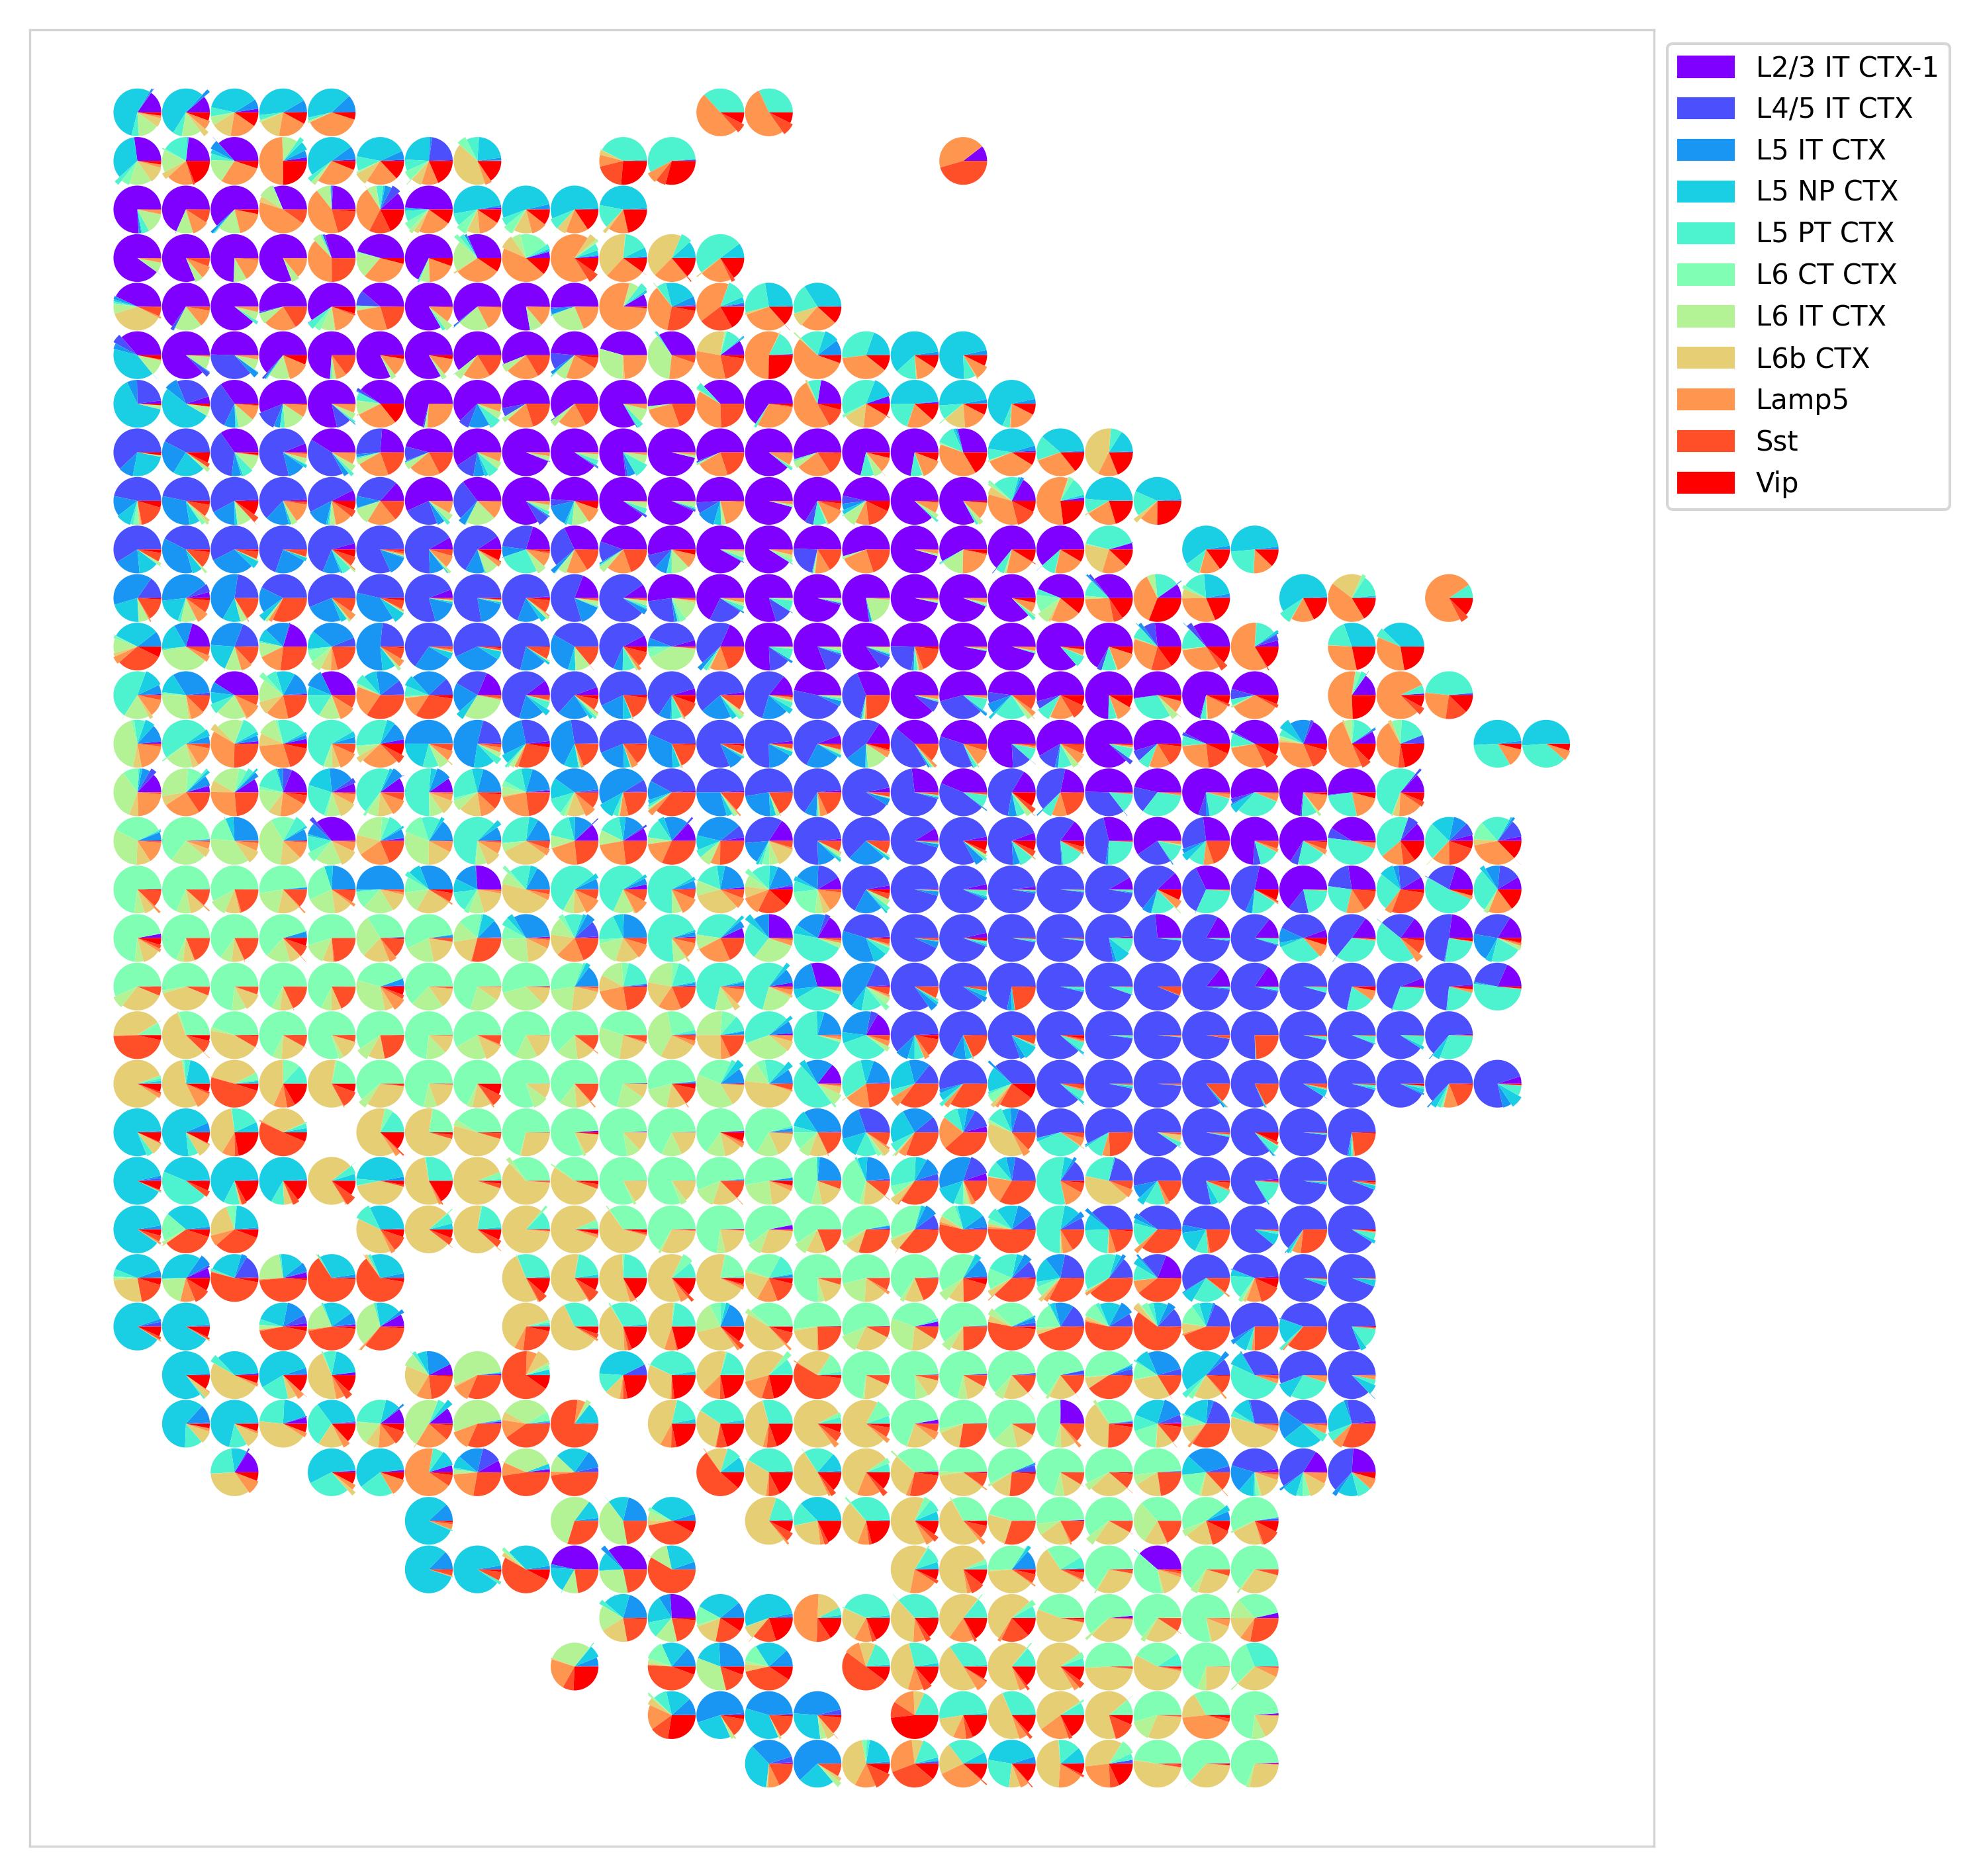 L2/3 IT CTX-1
L4/5 IT CTX
L5 IT CTX
L5 NP CTX
L5 PT CTX
L6 CT CTX
L6 IT CTX
L6b CTX
Lamp5
Sst
Vip